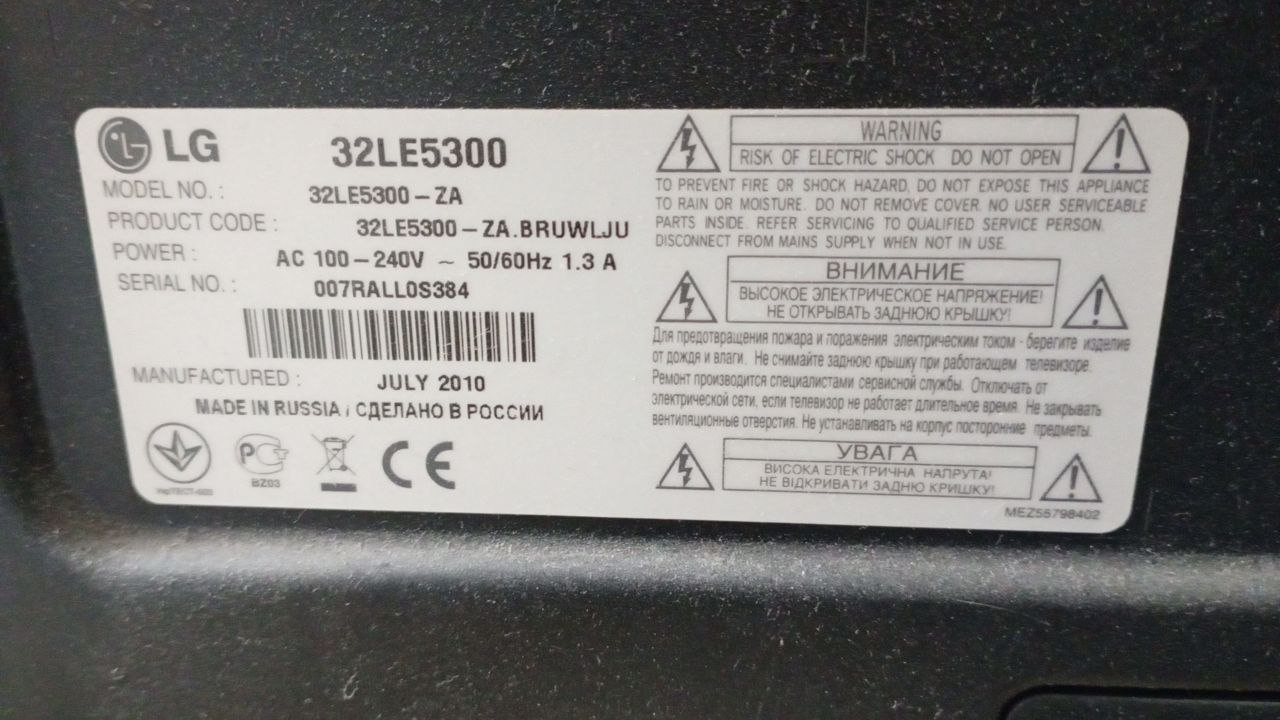 LG
32LE5300
MODEL NO. :
32LE5300-ZA
PRODUCT CODE :
32LE5300-ZA.BRUWLJU
POWER :
AC 100-240V ~ 50/60Hz 1.3 A
SERIAL NO. :
007RALL0S384
MANUFACTURED :
JULY 2010
MADE IN RUSSIA / СДЕЛАНО В РОССИИ
BZ03
CE
WARNING
RISK OF ELECTRIC SHOCK DO NOT OPEN
TO PREVENT FIRE OR SHOCK HAZARD, DO NOT EXPOSE THIS APPLIANCE
TO RAIN OR MOISTURE. DO NOT REMOVE COVER. NO USER SERVICEABLE
PARTS INSIDE. REFER SERVICING TO QUALIFIED SERVICE PERSON.
DISCONNECT FROM MAINS SUPPLY WHEN NOT IN USE.
ВНИМАНИЕ
ВЫСОКОЕ ЭЛЕКТРИЧЕСКОЕ НАПРЯЖЕНИЕ!
НЕ ОТКРЫВАТЬ ЗАДНЮЮ КРЫШКУ!
Для предотвращения пожара и поражения электрическим током - берегите изделие
от дождя и влаги. Не снимайте заднюю крышку при работающем телевизоре.
Ремонт производится специалистами сервисной службы. Отключать от
электрической сети, если телевизор не работает длительное время. Не закрывать
вентиляционные отверстия. Не устанавливать на корпус посторонние предметы.
УВАГА
ВИСОКА ЕЛЕКТРИЧНА НАПРУГА!
НЕ ВІДКРИВАТИ ЗАДНЮ КРИШКУ!
MEZ55798402